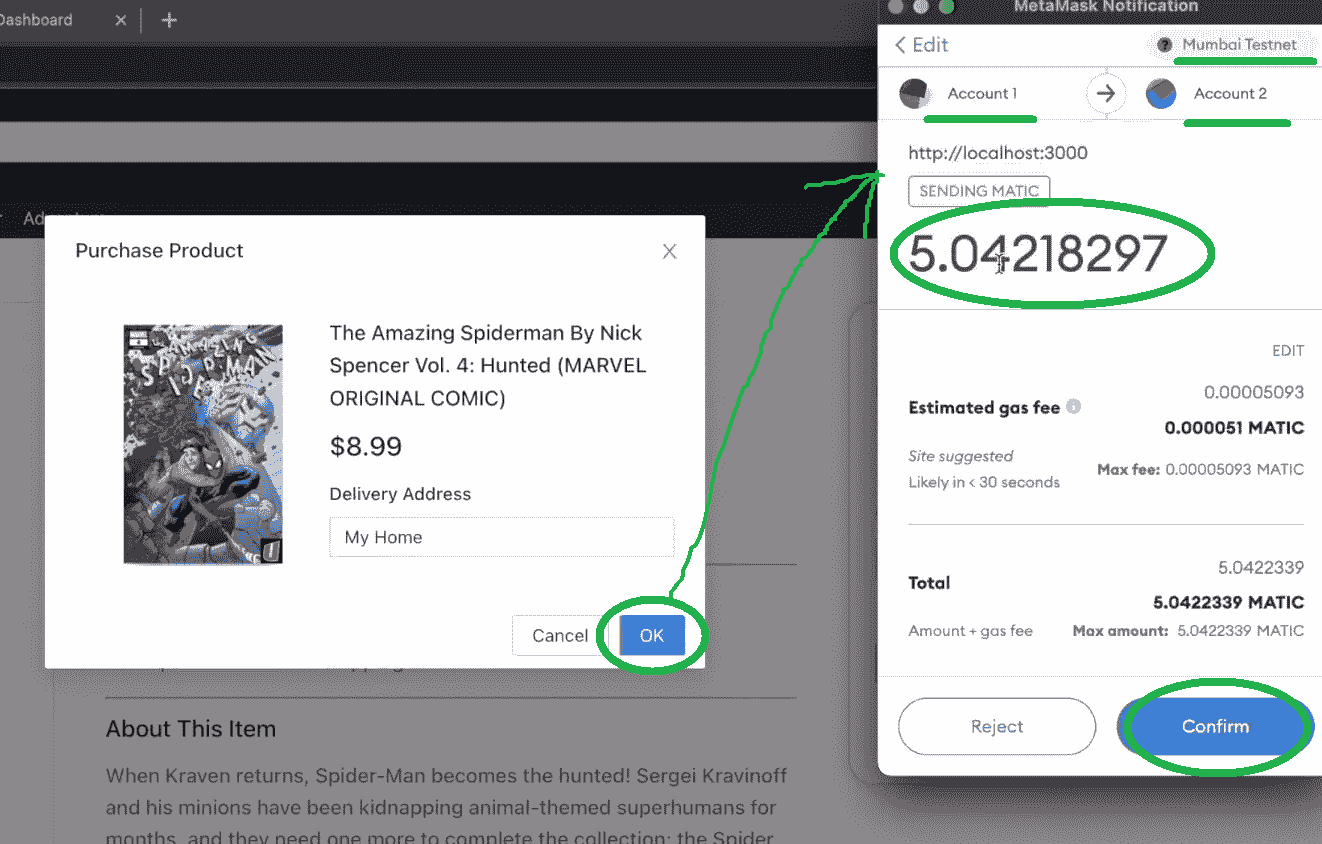 Dashboard
MetaMask Notification
Edit
Mumbai Testnet
Account 1
Account 2
http://localhost:3000
SENDING MATIC
5.04218297
EDIT
Estimated gas fee
0.00005093
0.000051 MATIC
Site suggested
Likely in < 30 seconds
Max fee: 0.00005093 MATIC
Total
5.0422339
5.0422339 MATIC
Amount + gas fee
Max amount: 5.0422339 MATIC
Reject
Confirm
Purchase Product
MARVEL
AMAZING
SPIDER-MAN
The Amazing Spiderman By Nick
Spencer Vol. 4: Hunted (MARVEL
ORIGINAL COMIC)
$8.99
Delivery Address
My Home
Cancel
OK
About This Item
When Kraven returns, Spider-Man becomes the hunted! Sergei Kravinoff
and his minions have been kidnapping animal-themed superhumans for
months, and they need one more to complete the collection: the Spider